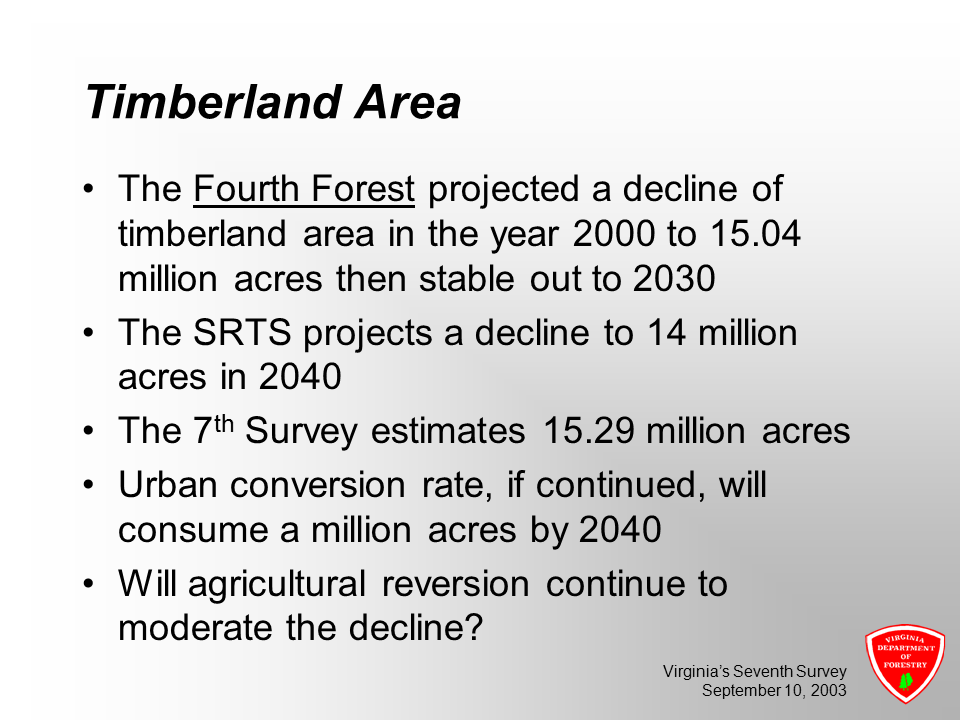 Timberland Area
• The Fourth Forest projected a decline of
timberland area in the year 2000 to 15.04
million acres then stable out to 2030
• The SRTS projects a decline to 14 million
acres in 2040
• The 7th Survey estimates 15.29 million acres
• Urban conversion rate, if continued, will
consume a million acres by 2040
• Will agricultural reversion continue to
moderate the decline?
Virginia’s Seventh Survey
September 10, 2003
VIRGINIA
DEPARTMENT
OF
FORESTRY